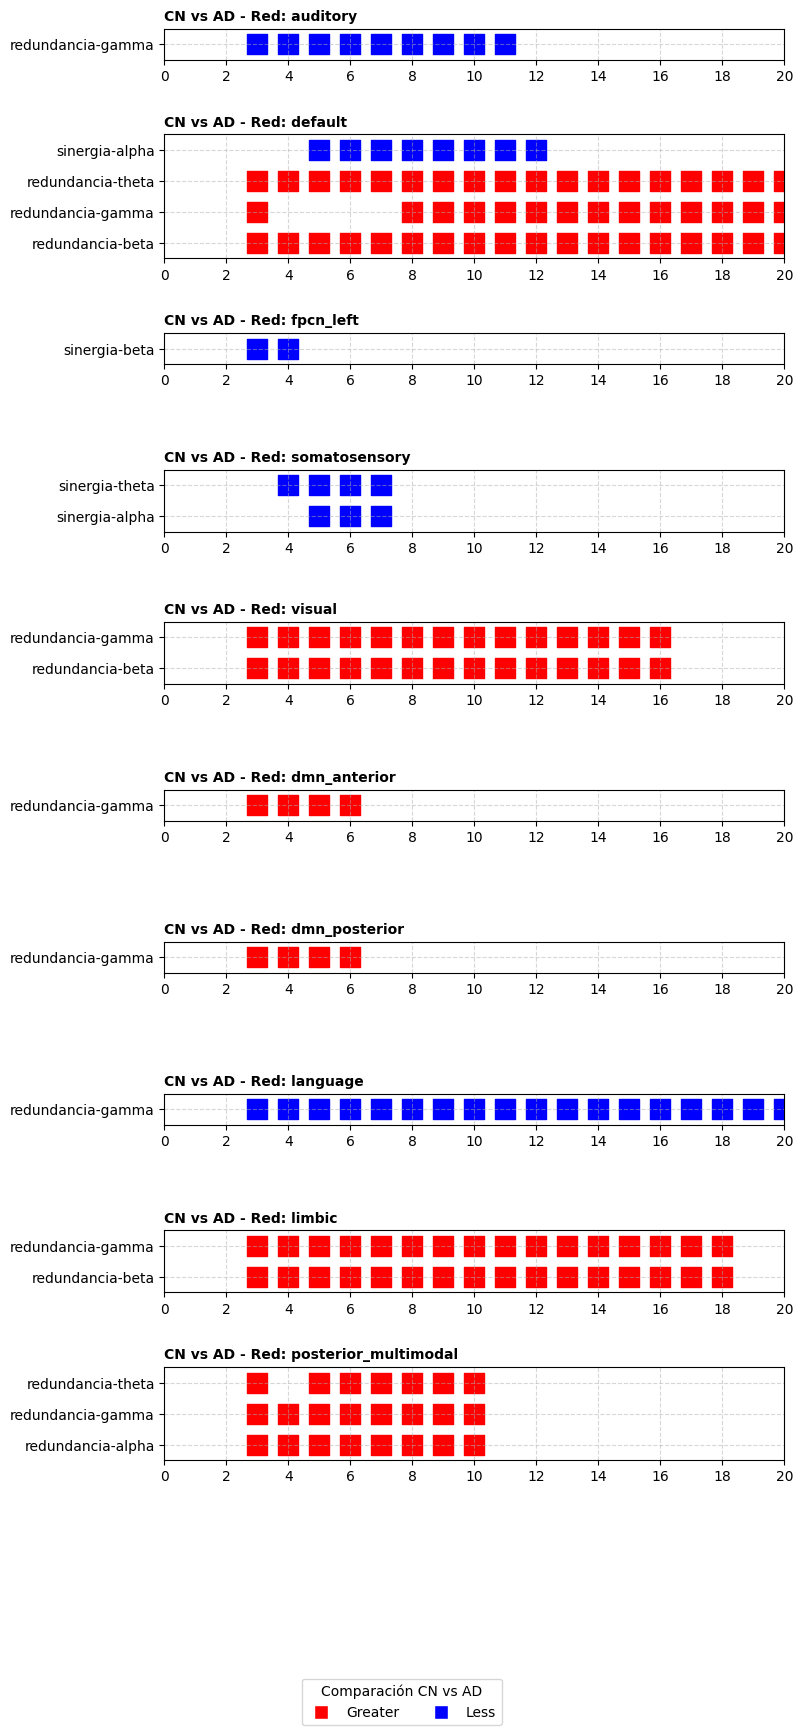 CN vs AD - Red: auditory
redundancia-gamma
0 2 4 6 8 10 12 14 16 18 20
CN vs AD - Red: default
sinergia-alpha
redundancia-theta
redundancia-gamma
redundancia-beta
0 2 4 6 8 10 12 14 16 18 20
CN vs AD - Red: fpcn_left
sinergia-beta
0 2 4 6 8 10 12 14 16 18 20
CN vs AD - Red: somatosensory
sinergia-theta
sinergia-alpha
0 2 4 6 8 10 12 14 16 18 20
CN vs AD - Red: visual
redundancia-gamma
redundancia-beta
0 2 4 6 8 10 12 14 16 18 20
CN vs AD - Red: dmn_anterior
redundancia-gamma
0 2 4 6 8 10 12 14 16 18 20
CN vs AD - Red: dmn_posterior
redundancia-gamma
0 2 4 6 8 10 12 14 16 18 20
CN vs AD - Red: language
redundancia-gamma
0 2 4 6 8 10 12 14 16 18 20
CN vs AD - Red: limbic
redundancia-gamma
redundancia-beta
0 2 4 6 8 10 12 14 16 18 20
CN vs AD - Red: posterior_multimodal
redundancia-theta
redundancia-gamma
redundancia-alpha
0 2 4 6 8 10 12 14 16 18 20
Comparación CN vs AD
Greater Less